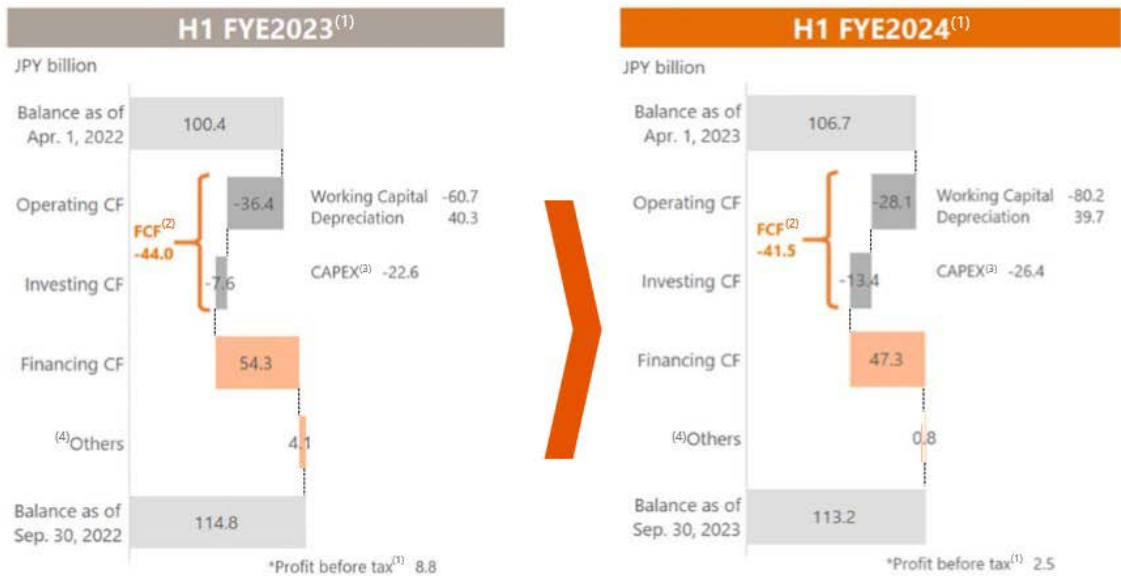 H1 FYE2023(1)
JPY billion
Balance as of
Apr. 1, 2022
100.4
Operating CF
-36.4
Working Capital -60.7
Depreciation 40.3
FCF(2)
-44.0
Investing CF
-7.6
CAPEX(3) -22.6
Financing CF
54.3
(4)Others
4.1
Balance as of
Sep. 30, 2022
114.8
*Profit before tax(1) 8.8
H1 FYE2024(1)
JPY billion
Balance as of
Apr. 1, 2023
106.7
Operating CF
-28.1
Working Capital -80.2
Depreciation 39.7
FCF(2)
-41.5
Investing CF
-13.4
CAPEX(3) -26.4
Financing CF
47.3
(4)Others
0.8
Balance as of
Sep. 30, 2023
113.2
*Profit before tax(1) 2.5